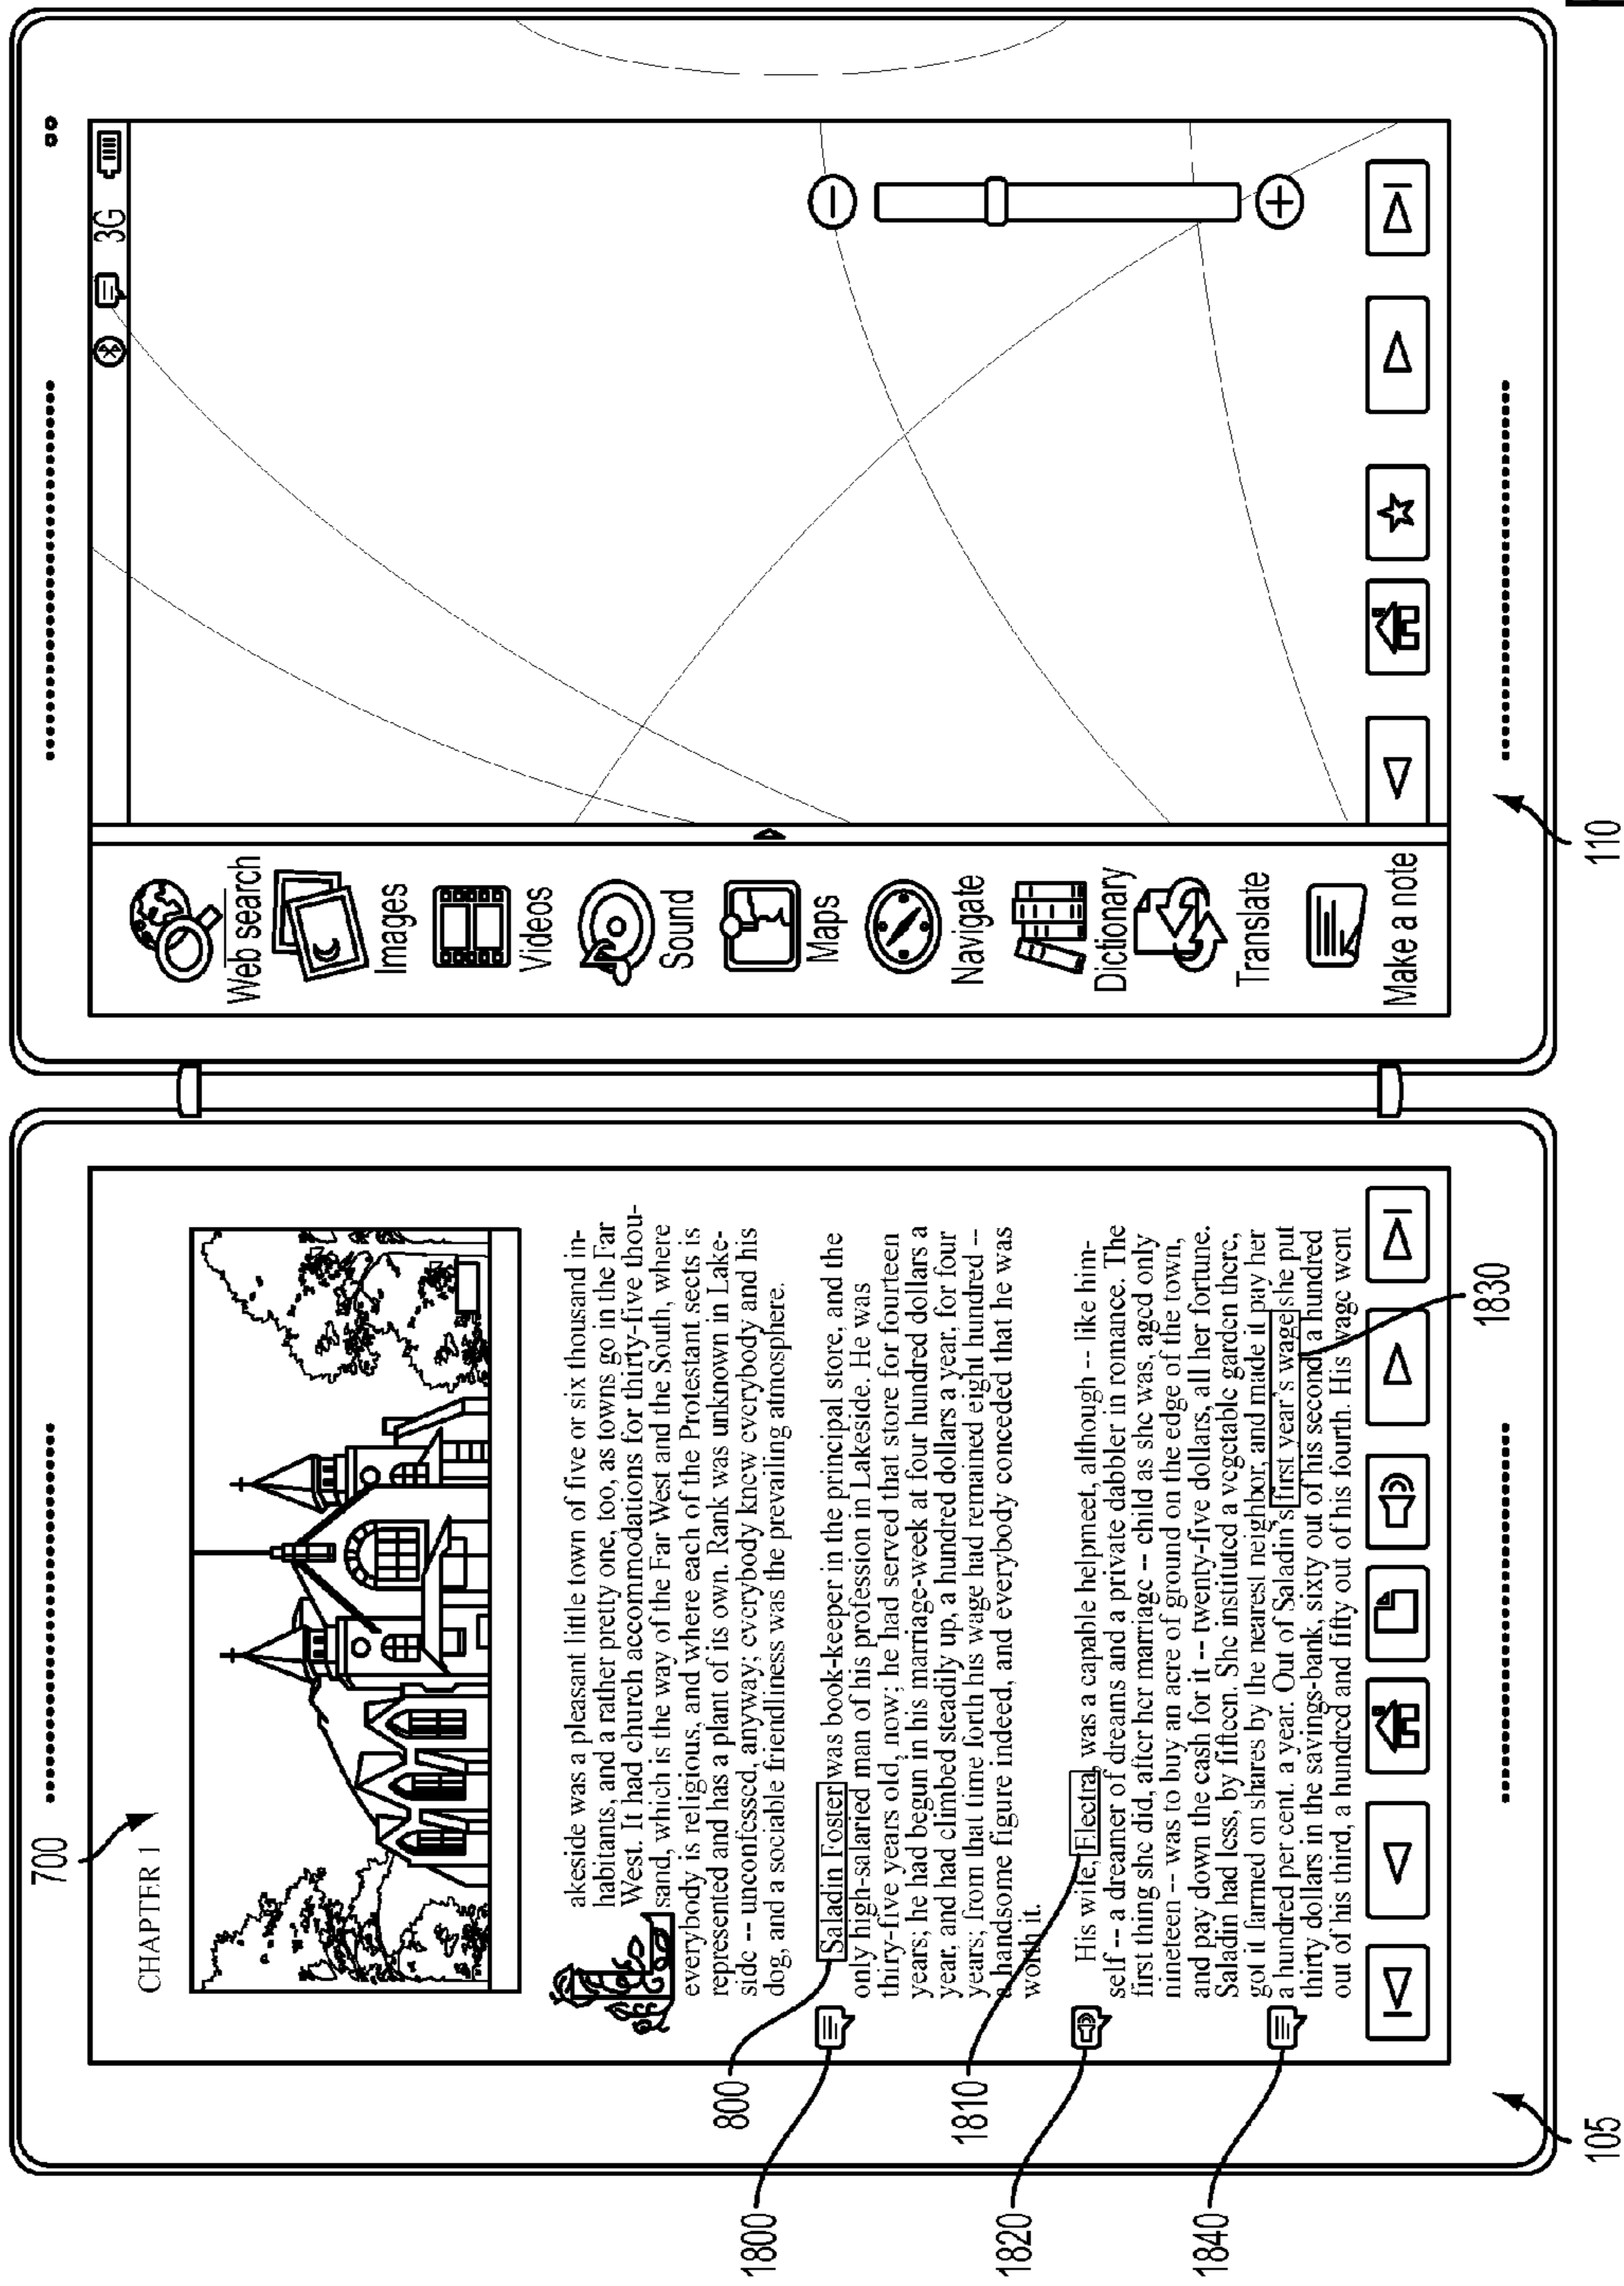 700
CHAPTER 1
akeside was a pleasant little town of five or six thousand in-
habitants, and a rather pretty one, too, as towns go in the Far
West. It had church accommodations for thirty-five thou-
sand, which is the way of the Far West and the South, where
everybody is religious, and where each of the Protestant sects is
represented and has a plant of its own. Rank was unknown in Lake-
side -- unconfessed, anyway; everybody knew everybody and his
dog, and a sociable friendliness was the prevailing atmosphere.
Saladin Foster was book-keeper in the principal store, and the
only high-salaried man of his profession in Lakeside. He was
thirty-five years old, now; he had served that store for fourteen
years; he had begun in his marriage-week at four hundred dollars a
year, and had climbed steadily up, a hundred dollars a year, for four
years; from that time forth his wage had remained eight hundred --
a handsome figure indeed, and everybody conceded that he was
worth it.
His wife, Electra, was a capable helpmeet, although -- like him-
self -- a dreamer of dreams and a private dabbler in romance. The
first thing she did, after her marriage -- child as she was, aged only
nineteen -- was to buy an acre of ground on the edge of the town,
and pay down the cash for it -- twenty-five dollars, all her fortune.
Saladin had less, by fifteen. She instituted a vegetable garden there,
got it farmed on shares by the nearest neighbor, and made it pay her
a hundred per cent. a year. Out of Saladin's first year's wage she put
thirty dollars in the savings-bank, sixty out of his second, a hundred
out of his third, a hundred and fifty out of his fourth. His wage went
800
1800
1810
1820
1840
1830
105
Web search
Images
Videos
Sound
Maps
Navigate
Dictionary
Translate
Make a note
3G
110